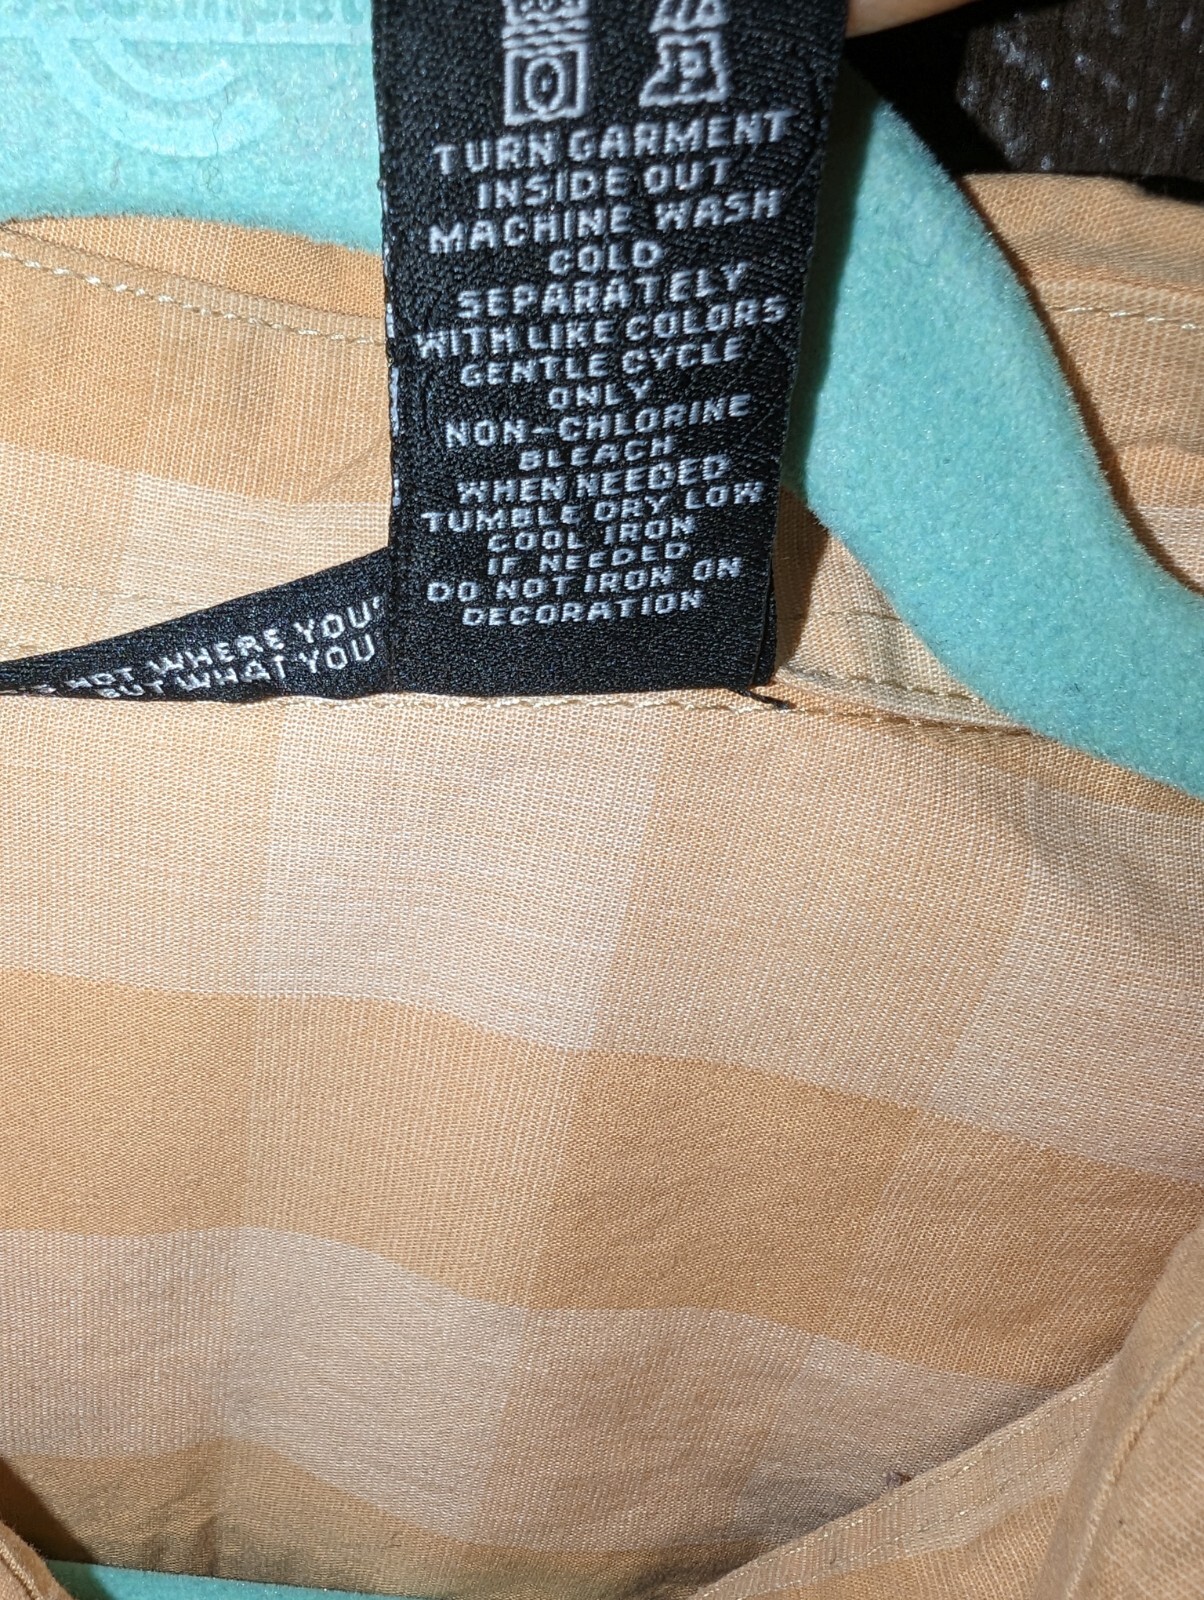 TURN GARMENT
INSIDE OUT
MACHINE WASH
COLD
SEPARATELY
WITH LIKE COLORS
GENTLE CYCLE
ONLY
NON-CHLORINE
BLEACH
WHEN NEEDED
TUMBLE DRY LOW
COOL IRON
IF NEEDED
DO NOT IRON ON
DECORATION
NOT WHERE YOU'
BUT WHAT YOU